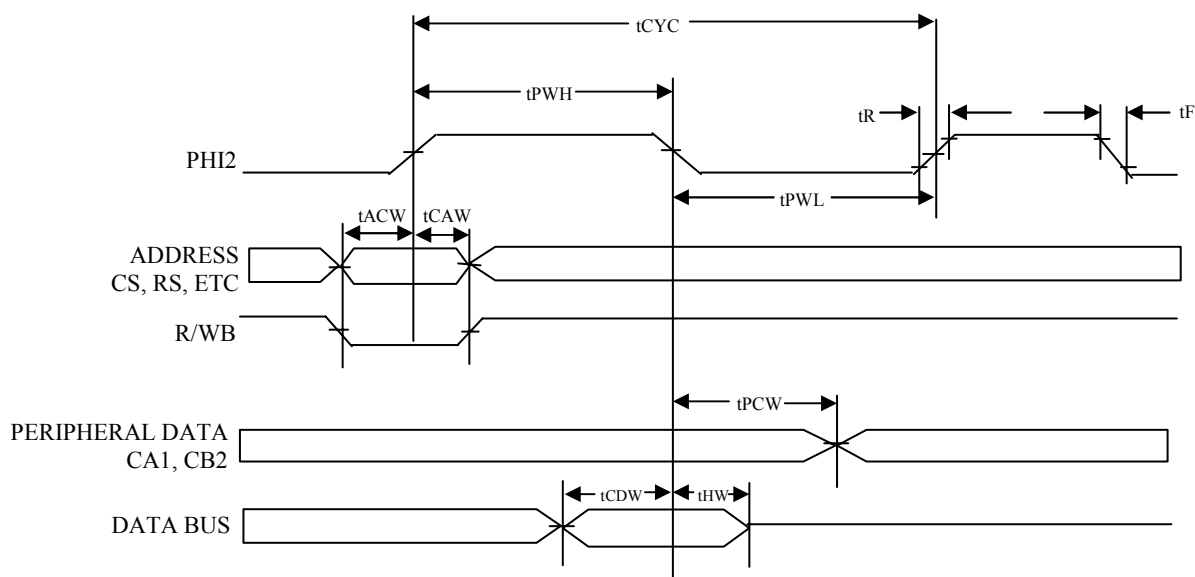 tCYC
tPWH
tR
tF
PHI2
tPWL
tACW
tCAW
ADDRESS
CS, RS, ETC
R/WB
tPCW
PERIPHERAL DATA
CA1, CB2
tCDW
tHW
DATA BUS